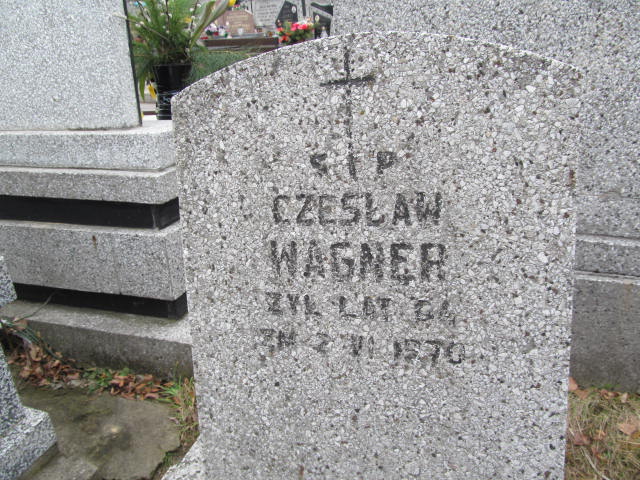 Ś I P
CZESŁAW
WAGNER
ŻYŁ LAT 64
ZM 2 VI 1970